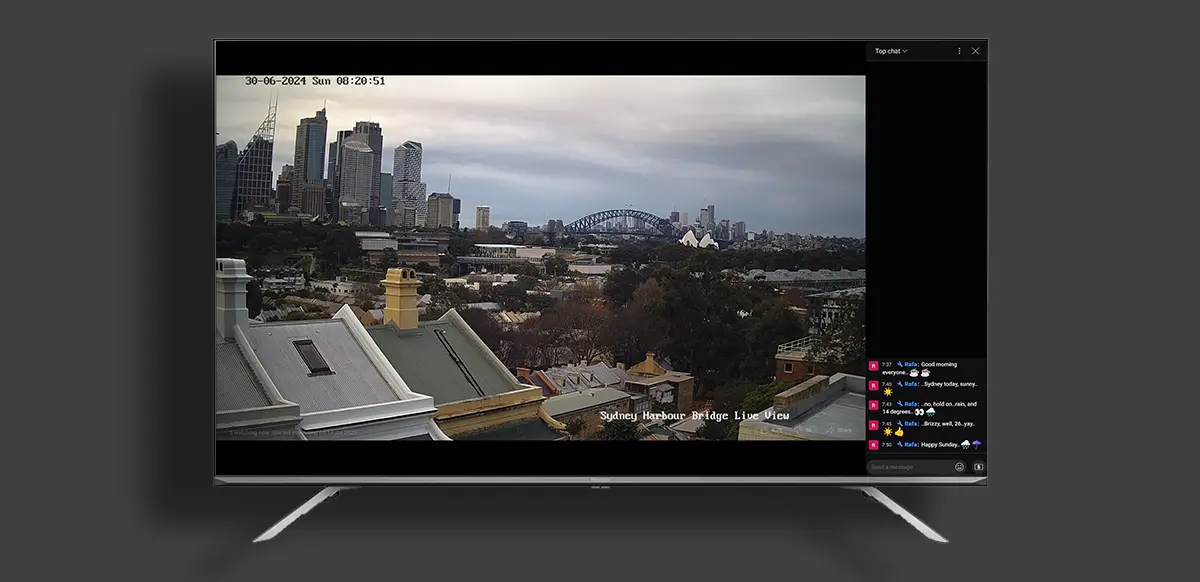 Top chat
30-06-2024 Sun 08:20:51
Sydney Harbour Bridge Live View
Share
R 7:37 Rafa: Good morning
everyone..☕☕
R 7:40 Rafa: ..Sydney today, sunny..
☀️
R 7:43 Rafa: ..no, hold on..rain, and
14 degrees..👀🌧️
R 7:45 Rafa: ..Brizzy, well, 26..yay..
☀️👍
R 7:50 Rafa: Happy Sunday..🌧️☂️
Send a message